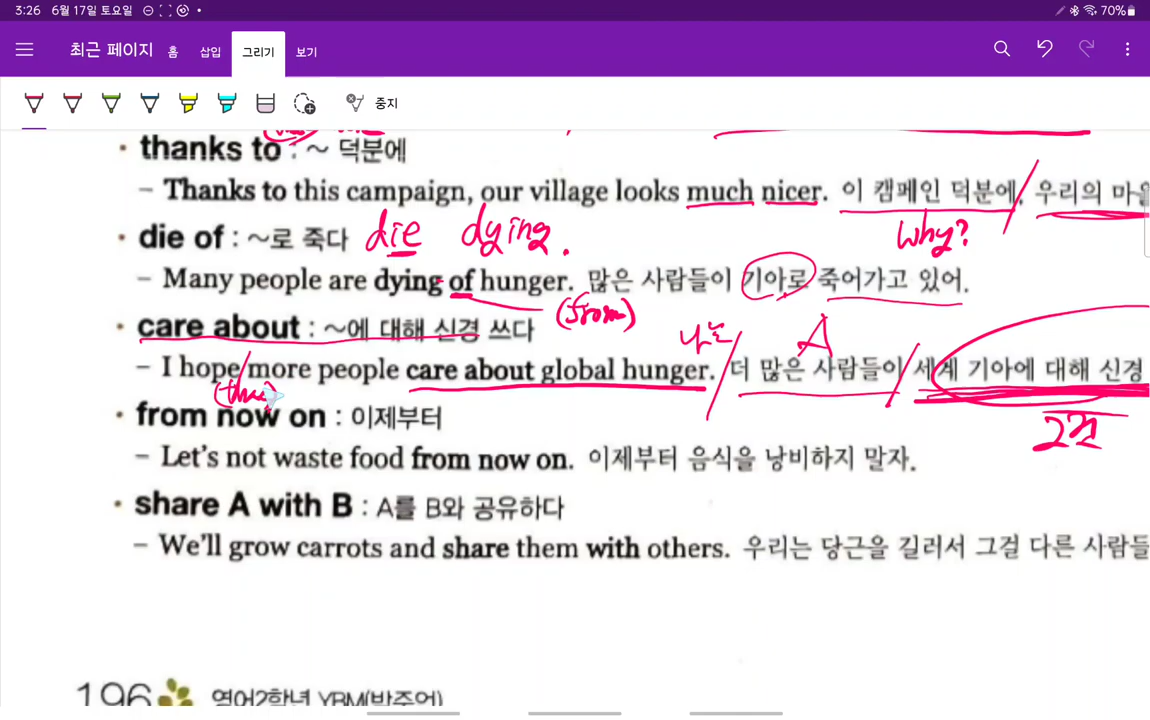 3:26 6월 17일 토요일 70%
최근 페이지 홈 삽입 그리기 보기
중지
• thanks to : ~ 덕분에
– Thanks to this campaign, our village looks much nicer. 이 캠페인 덕분에, 우리의 마을
why?
• die of : ~로 죽다 die dying.
– Many people are dying of hunger. 많은 사람들이 기아로 죽어가고 있어.
(from)
• care about : ~에 대해 신경 쓰다 나는 A
– I hope/more people care about global hunger. / 더 많은 사람들이/ 세계 기아에 대해 신경
• from now on : 이제부터
– Let's not waste food from now on. 이제부터 음식을 낭비하지 말자.
• share A with B : A를 B와 공유하다
– We'll grow carrots and share them with others. 우리는 당근을 길러서 그걸 다른 사람들
196 영어2학년 YBM(박준언)